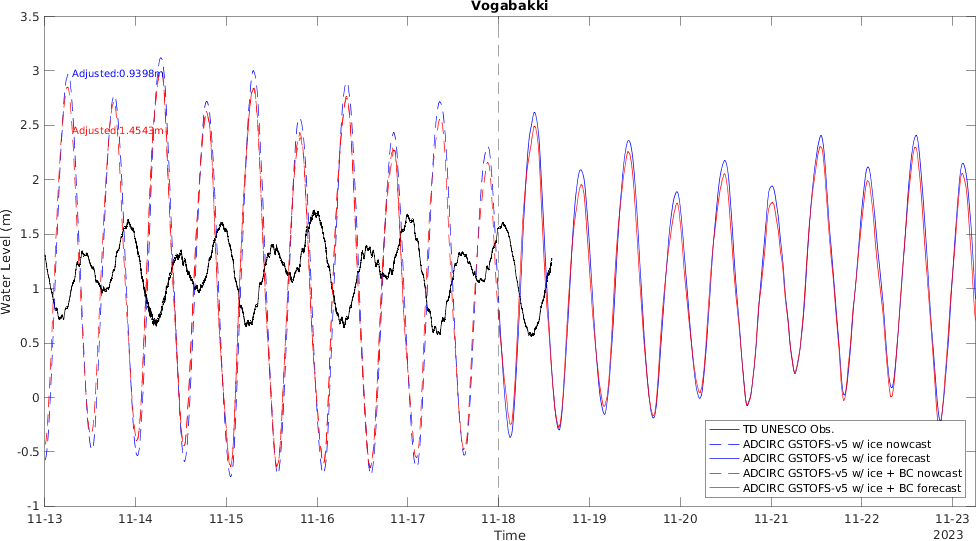 Vogabakki
3.5
3
2.5
2
1.5
1
0.5
0
-0.5
-1
Water Level (m)
Adjusted:0.9398m
Adjusted:1.4543m
TD UNESCO Obs.
ADCIRC GSTOFS-v5 w/ ice nowcast
ADCIRC GSTOFS-v5 w/ ice forecast
ADCIRC GSTOFS-v5 w/ ice + BC nowcast
ADCIRC GSTOFS-v5 w/ ice + BC forecast
11-13 11-14 11-15 11-16 11-17 11-18 11-19 11-20 11-21 11-22 11-23
Time 2023